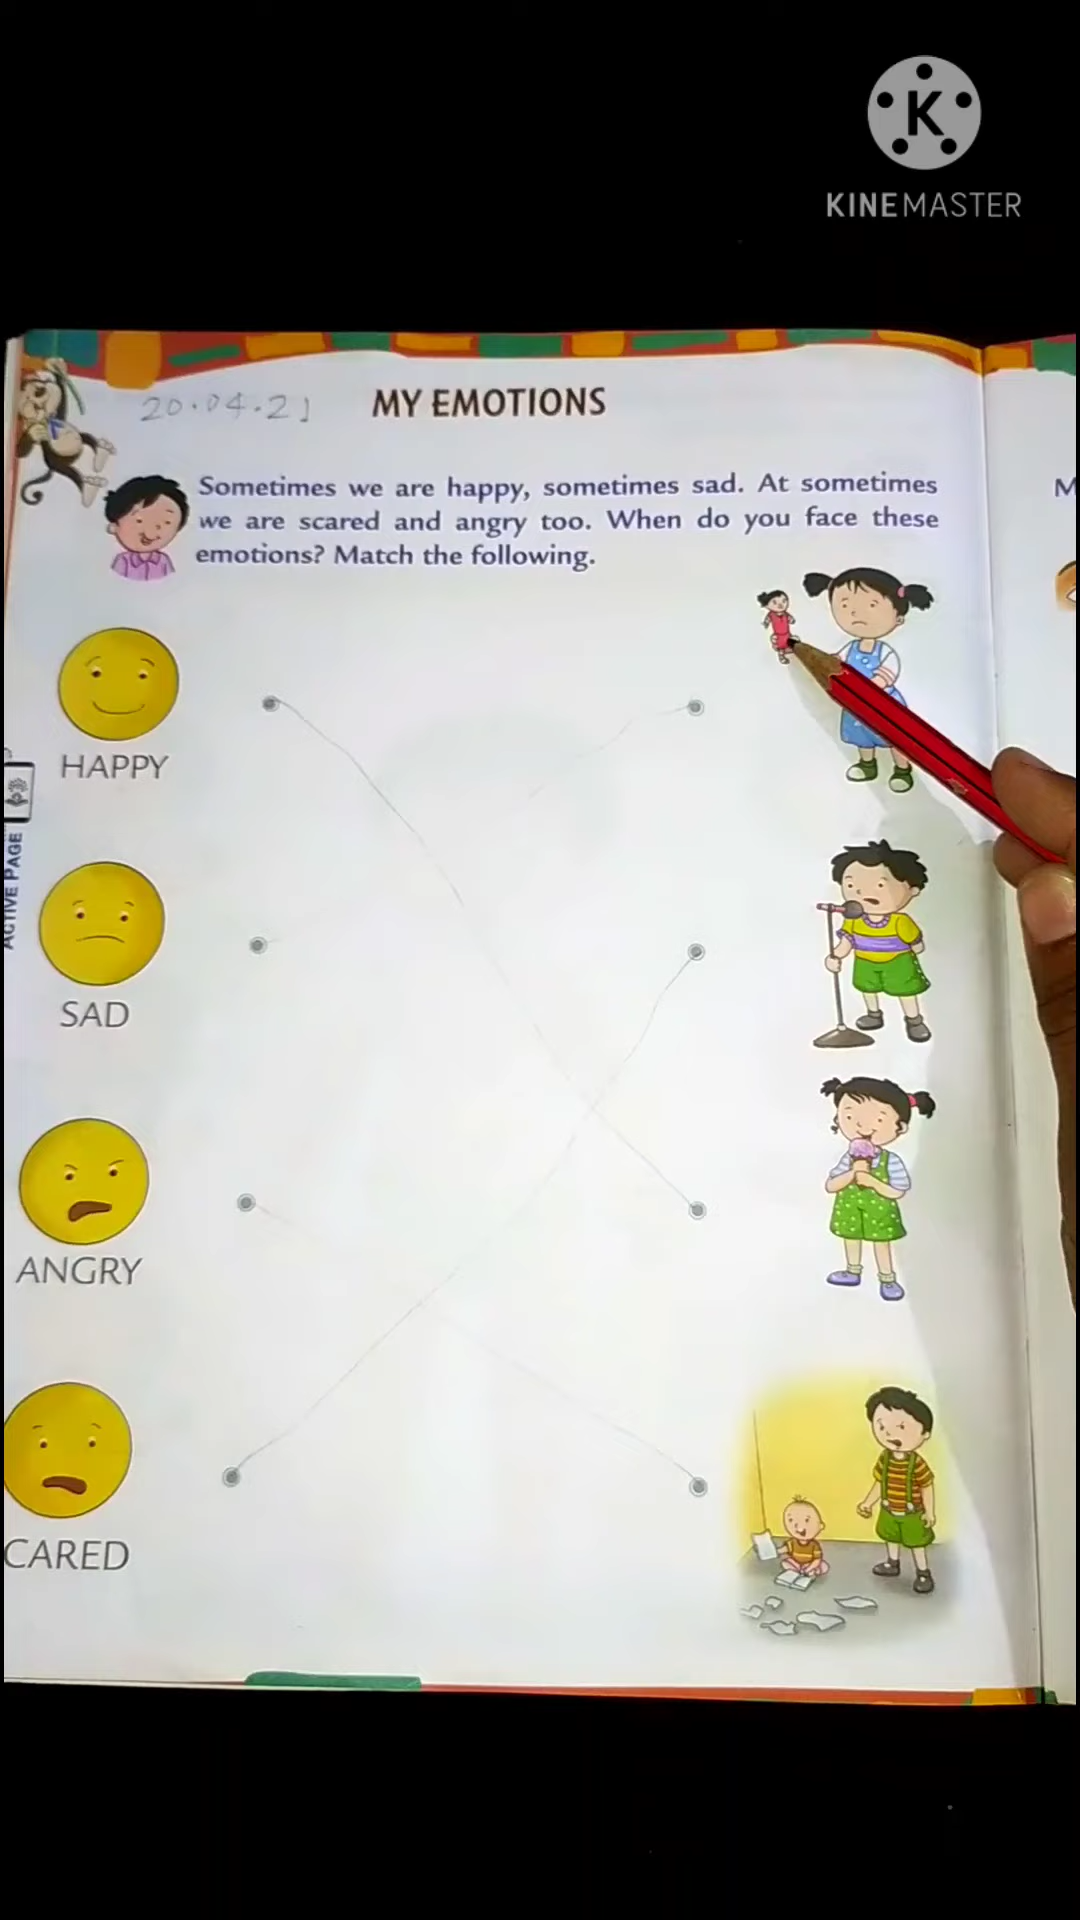 K
KINEMASTER
20.04.21
MY EMOTIONS
Sometimes we are happy, sometimes sad. At sometimes
we are scared and angry too. When do you face these
emotions? Match the following.
M
HAPPY
ACTIVE PAGE
SAD
ANGRY
CARED